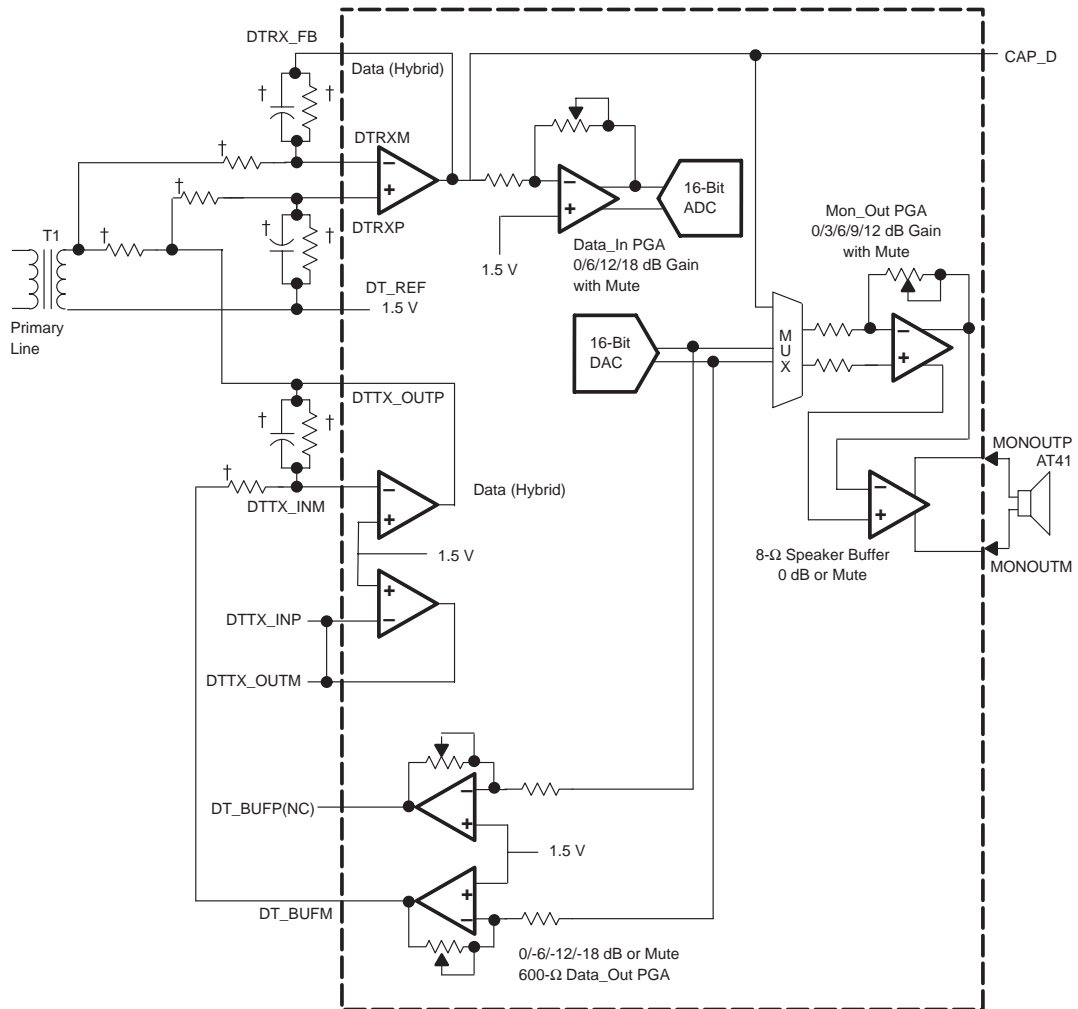 DTRX_FB
Data (Hybrid)
CAP_D
†
†
DTRXM
†
−
+
†
DTRXP
†
†
T1
†
Primary
Line
DT_REF
1.5 V
−
+
1.5 V
16-Bit
ADC
Data_In PGA
0/6/12/18 dB Gain
with Mute
Mon_Out PGA
0/3/6/9/12 dB Gain
with Mute
16-Bit
DAC
M
U
X
−
+
DTTX_OUTP
†
†
†
DTTX_INM
−
+
Data (Hybrid)
1.5 V
+
−
DTTX_INP
DTTX_OUTM
MONOUTP
AT41
−
+
8-Ω Speaker Buffer
0 dB or Mute
MONOUTM
DT_BUFP(NC)
−
+
1.5 V
DT_BUFM
+
−
0/-6/-12/-18 dB or Mute
600-Ω Data_Out PGA